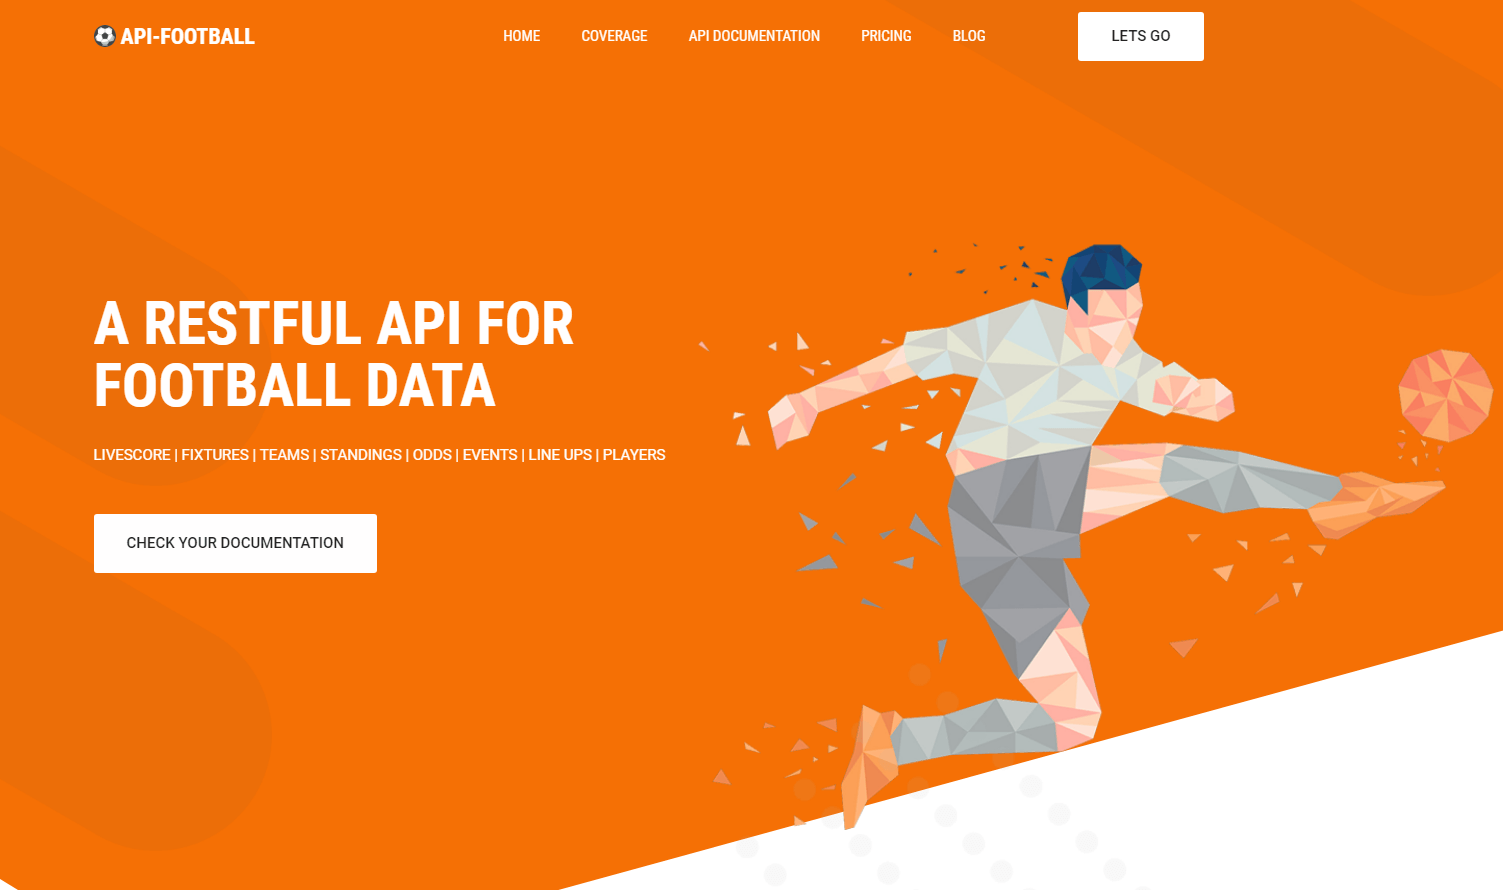 API-FOOTBALL
HOME
COVERAGE
API DOCUMENTATION
PRICING
BLOG
LETS GO
A RESTFUL API FOR
FOOTBALL DATA
LIVESCORE | FIXTURES | TEAMS | STANDINGS | ODDS | EVENTS | LINE UPS | PLAYERS
CHECK YOUR DOCUMENTATION